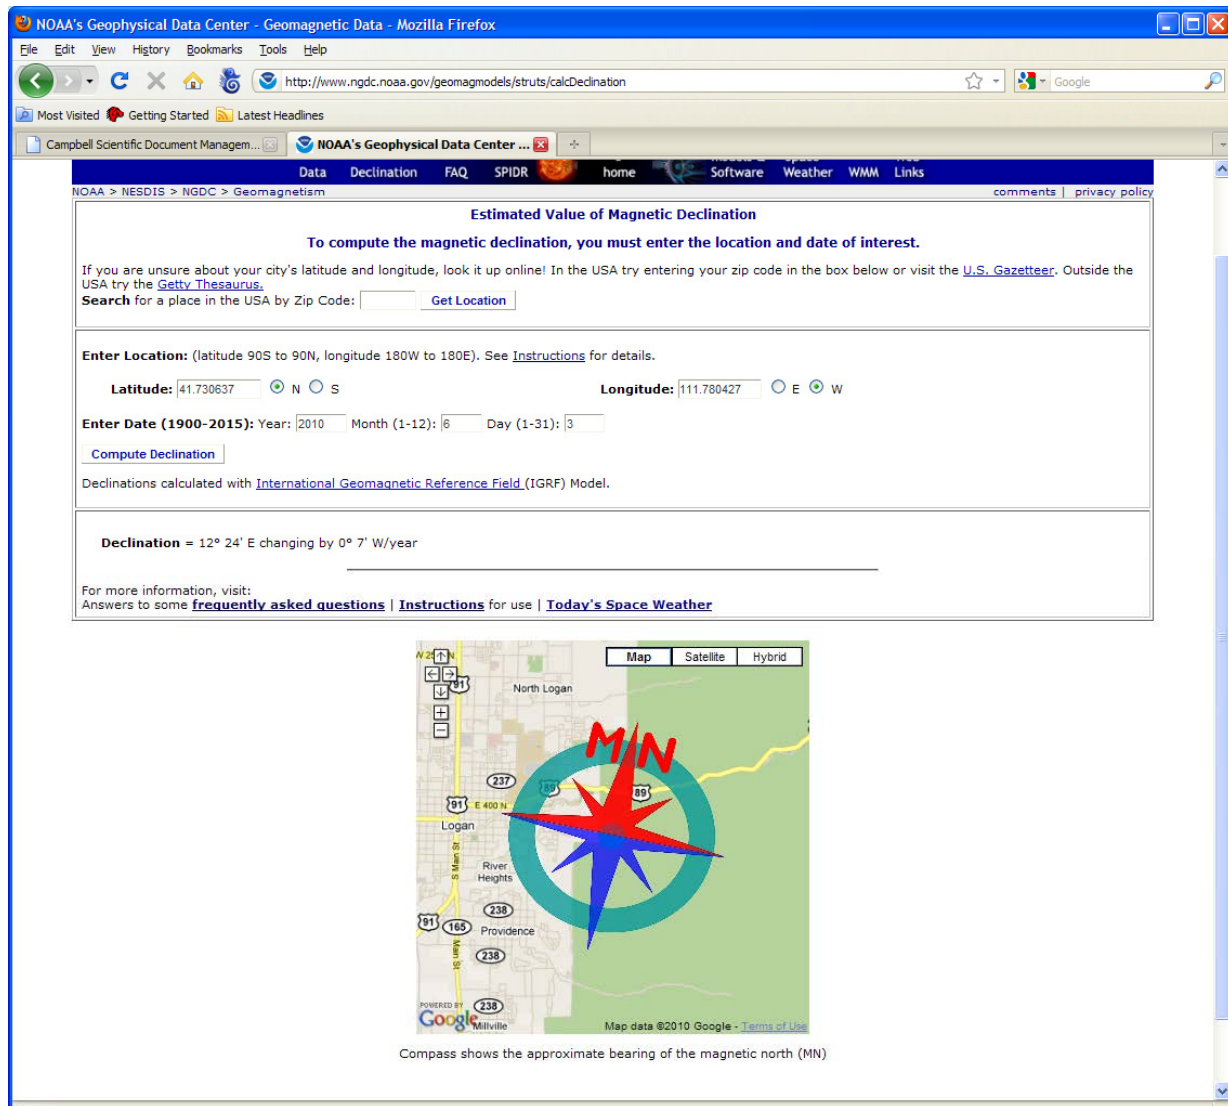 NOAA's Geophysical Data Center - Geomagnetic Data - Mozilla Firefox
File Edit View History Bookmarks Tools Help
http://www.ngdc.noaa.gov/geomagmodels/struts/calcDeclination
Google
Most Visited Getting Started Latest Headlines
Campbell Scientific Document Managem... NOAA's Geophysical Data Center ...
Data Declination FAQ SPIDR home Software Weather WMM Links
NOAA > NESDIS > NGDC > Geomagnetism comments | privacy policy
Estimated Value of Magnetic Declination
To compute the magnetic declination, you must enter the location and date of interest.
If you are unsure about your city's latitude and longitude, look it up online! In the USA try entering your zip code in the box below or visit the U.S. Gazetteer. Outside the
USA try the Getty Thesaurus.
Search for a place in the USA by Zip Code: Get Location
Enter Location: (latitude 90S to 90N, longitude 180W to 180E). See Instructions for details.
Latitude: 41.730637 N S Longitude: 111.780427 E W
Enter Date (1900-2015): Year: 2010 Month (1-12): 6 Day (1-31): 3
Compute Declination
Declinations calculated with International Geomagnetic Reference Field (IGRF) Model.
Declination = 12° 24' E changing by 0° 7' W/year
For more information, visit:
Answers to some frequently asked questions | Instructions for use | Today's Space Weather
Map Satellite Hybrid
91
North Logan
MN
237
89 89
91 E 400 N
Logan
S Main St
River
Heights
238
91 165 Providence
Main St
238
POWERED BY
Google
238
Millville
Map data ©2010 Google - Terms of Use
Compass shows the approximate bearing of the magnetic north (MN)